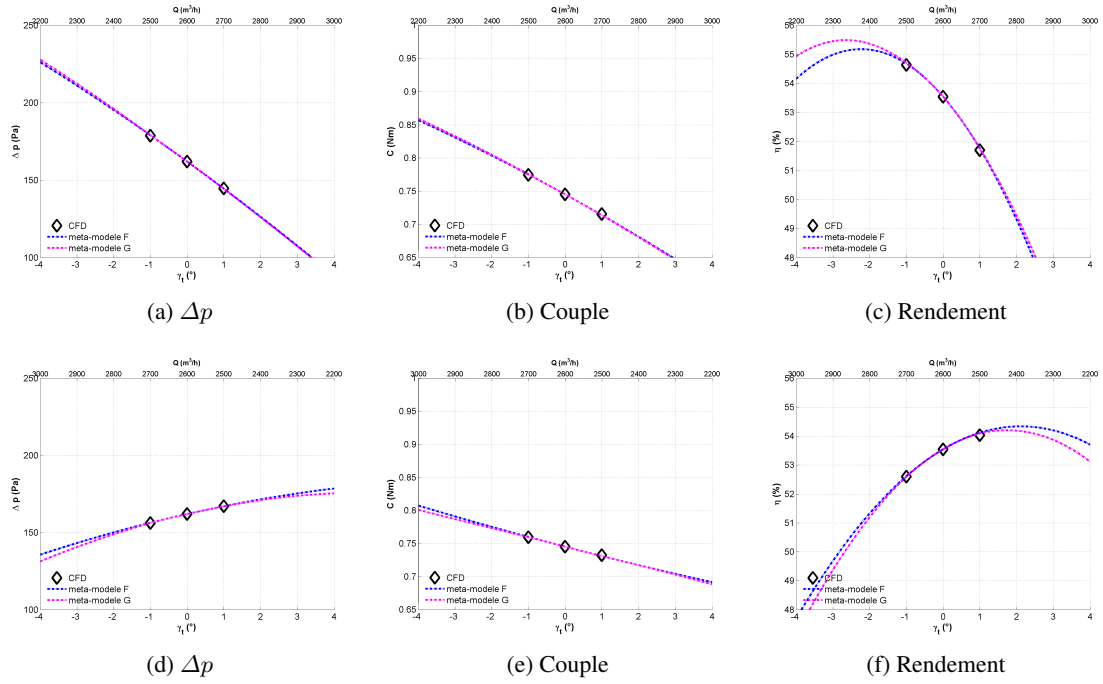 Q (m³/h)
2200 2300 2400 2500 2600 2700 2800 2900 3000
250
200
150
100
Δ p (Pa)
CFD
meta-modele F
meta-modele G
-4 -3 -2 -1 0 1 2 3 4
γt (°)
(a) Δp
Q (m³/h)
2200 2300 2400 2500 2600 2700 2800 2900 3000
1
0.95
0.9
0.85
0.8
0.75
0.7
0.65
C (Nm)
CFD
meta-modele F
meta-modele G
-4 -3 -2 -1 0 1 2 3 4
γt (°)
(b) Couple
Q (m³/h)
2200 2300 2400 2500 2600 2700 2800 2900 3000
56
55
54
53
52
51
50
49
48
η (%)
CFD
meta-modele F
meta-modele G
-4 -3 -2 -1 0 1 2 3 4
γt (°)
(c) Rendement
Q (m³/h)
3000 2900 2800 2700 2600 2500 2400 2300 2200
250
200
150
100
Δ p (Pa)
CFD
meta-modele F
meta-modele G
-4 -3 -2 -1 0 1 2 3 4
γt (°)
(d) Δp
Q (m³/h)
3000 2900 2800 2700 2600 2500 2400 2300 2200
1
0.95
0.9
0.85
0.8
0.75
0.7
0.65
C (Nm)
CFD
meta-modele F
meta-modele G
-4 -3 -2 -1 0 1 2 3 4
γt (°)
(e) Couple
Q (m³/h)
3000 2900 2800 2700 2600 2500 2400 2300 2200
56
55
54
53
52
51
50
49
48
η (%)
CFD
meta-modele F
meta-modele G
-4 -3 -2 -1 0 1 2 3 4
γt (°)
(f) Rendement